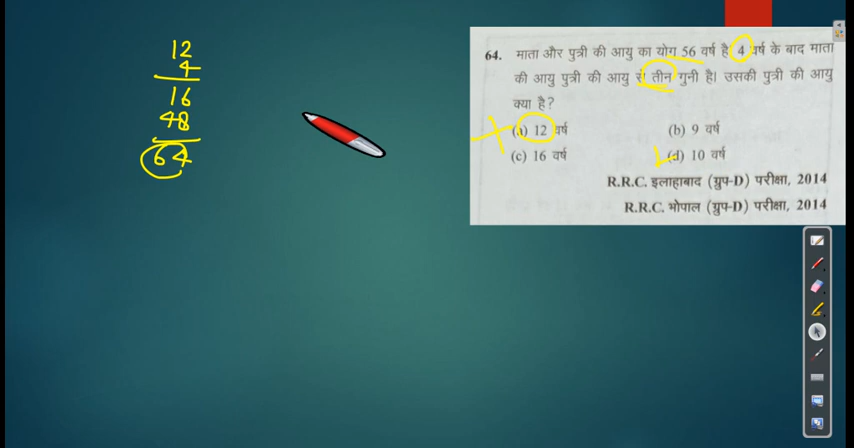 12
4
16
48
64
64. माता और पुत्री की आयु का योग 56 वर्ष है 4 वर्ष के बाद माता
की आयु पुत्री की आयु से तीन गुनी है। उसकी पुत्री की आयु
क्या है?
(a) 12 वर्ष (b) 9 वर्ष
(c) 16 वर्ष (d) 10 वर्ष
R.R.C. इलाहाबाद (ग्रुप-D) परीक्षा, 2014
R.R.C. भोपाल (ग्रुप-D) परीक्षा, 2014